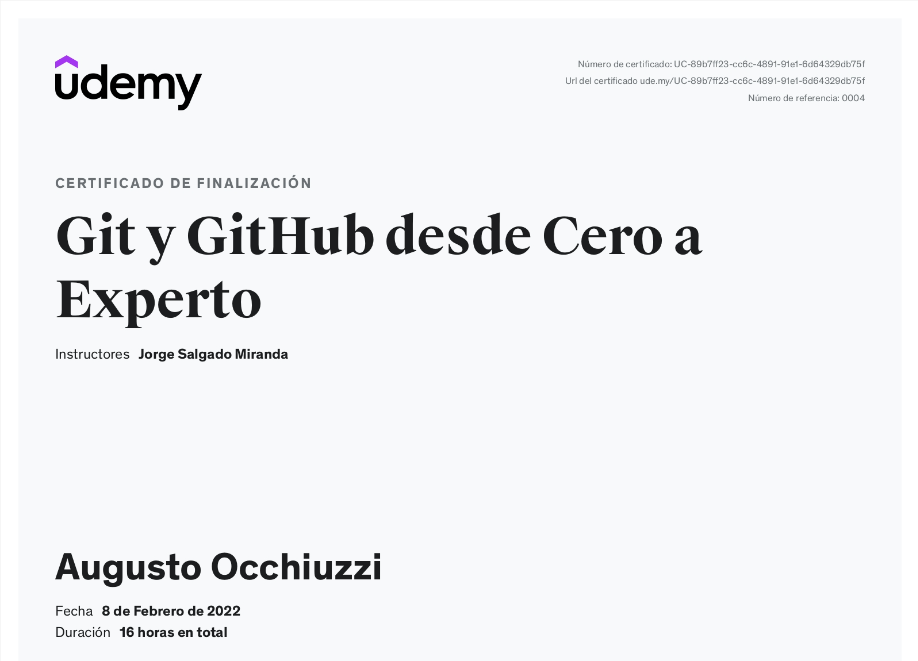 udemy
Número de certificado: UC-89b7ff23-cc6c-4891-91e1-6d64329db75f
Url del certificado ude.my/UC-89b7ff23-cc6c-4891-91e1-6d64329db75f
Número de referencia: 0004
CERTIFICADO DE FINALIZACIÓN
Git y GitHub desde Cero a
Experto
Instructores Jorge Salgado Miranda
Augusto Occhiuzzi
Fecha 8 de Febrero de 2022
Duración 16 horas en total